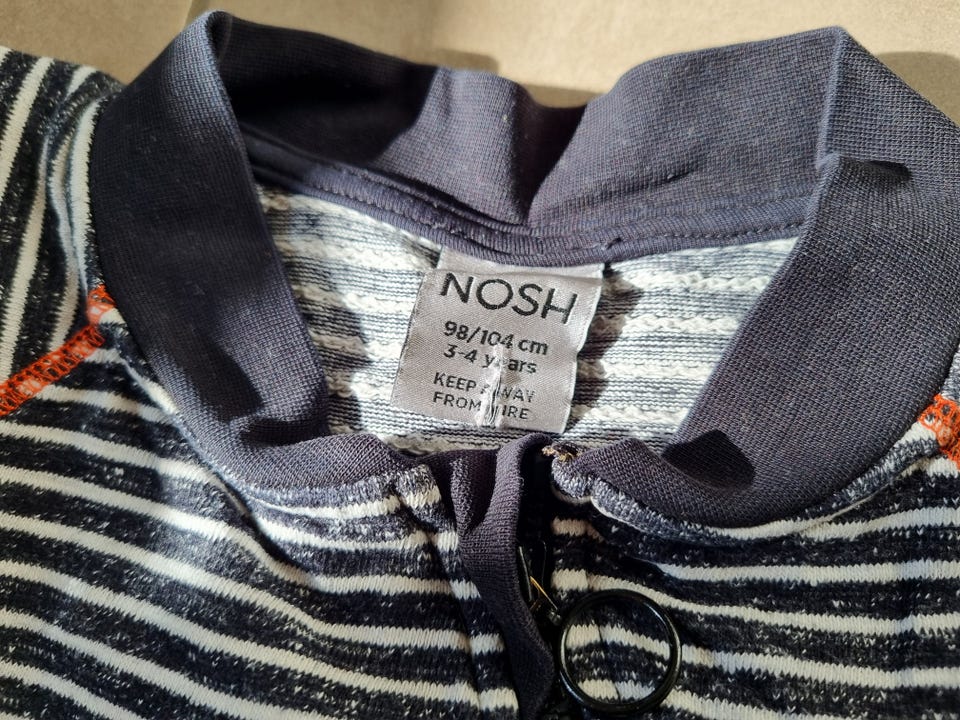 NOSH
98/104 cm
3-4 years
KEEP AWAY
FROM FIRE